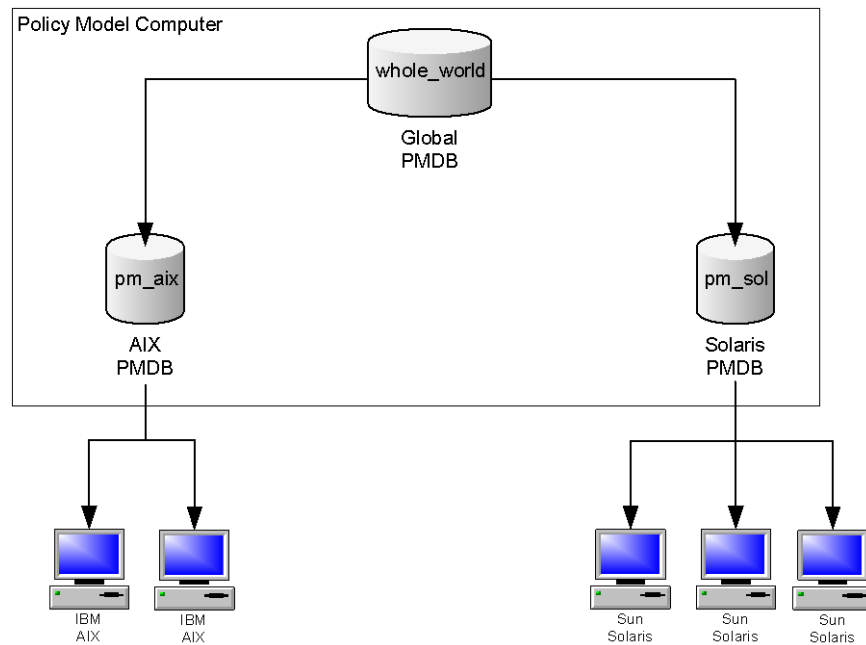 Policy Model Computer
whole_world
Global
PMDB
pm_aix
pm_sol
AIX
PMDB
Solaris
PMDB
IBM
AIX
IBM
AIX
Sun
Solaris
Sun
Solaris
Sun
Solaris